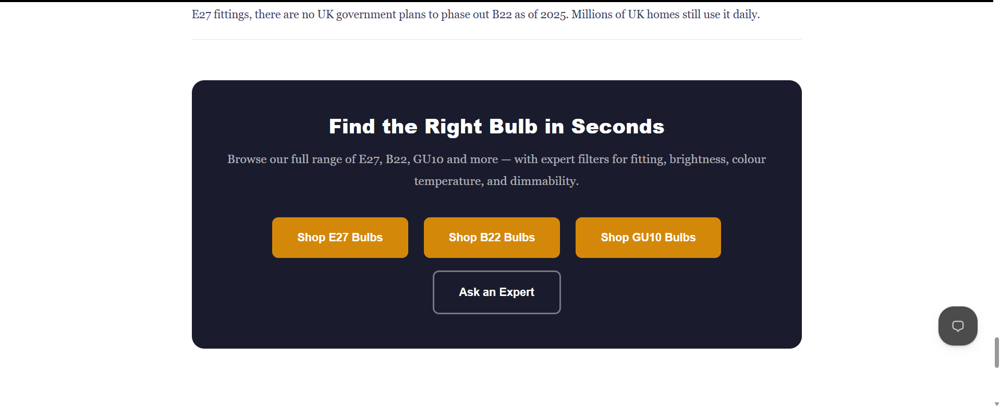 E27 fittings, there are no UK government plans to phase out B22 as of 2025. Millions of UK homes still use it daily.
Find the Right Bulb in Seconds
Browse our full range of E27, B22, GU10 and more — with expert filters for fitting, brightness, colour
temperature, and dimmability.
Shop E27 Bulbs
Shop B22 Bulbs
Shop GU10 Bulbs
Ask an Expert